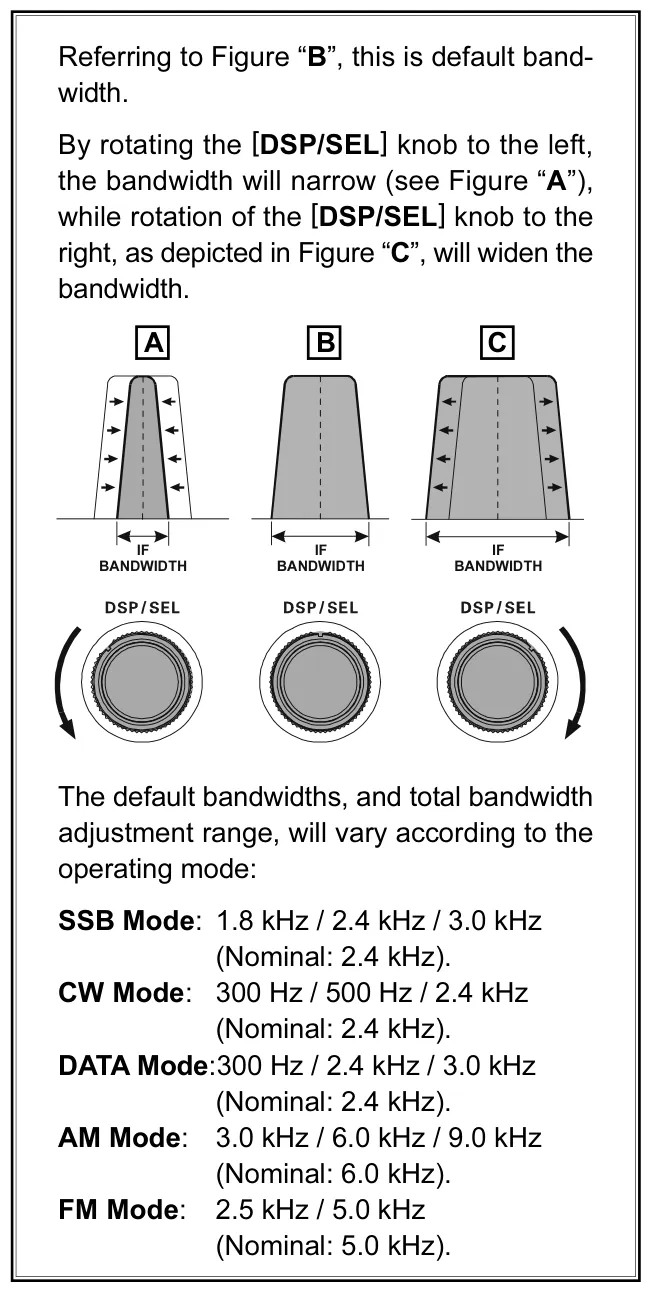 Referring to Figure “B”, this is default band-
width.
By rotating the [DSP/SEL] knob to the left,
the bandwidth will narrow (see Figure “A”),
while rotation of the [DSP/SEL] knob to the
right, as depicted in Figure “C”, will widen the
bandwidth.
A B C
IF BANDWIDTH
IF BANDWIDTH
IF BANDWIDTH
DSP/SEL DSP/SEL DSP/SEL
The default bandwidths, and total bandwidth
adjustment range, will vary according to the
operating mode:
SSB Mode: 1.8 kHz / 2.4 kHz / 3.0 kHz
(Nominal: 2.4 kHz).
CW Mode: 300 Hz / 500 Hz / 2.4 kHz
(Nominal: 2.4 kHz).
DATA Mode:300 Hz / 2.4 kHz / 3.0 kHz
(Nominal: 2.4 kHz).
AM Mode: 3.0 kHz / 6.0 kHz / 9.0 kHz
(Nominal: 6.0 kHz).
FM Mode: 2.5 kHz / 5.0 kHz
(Nominal: 5.0 kHz).